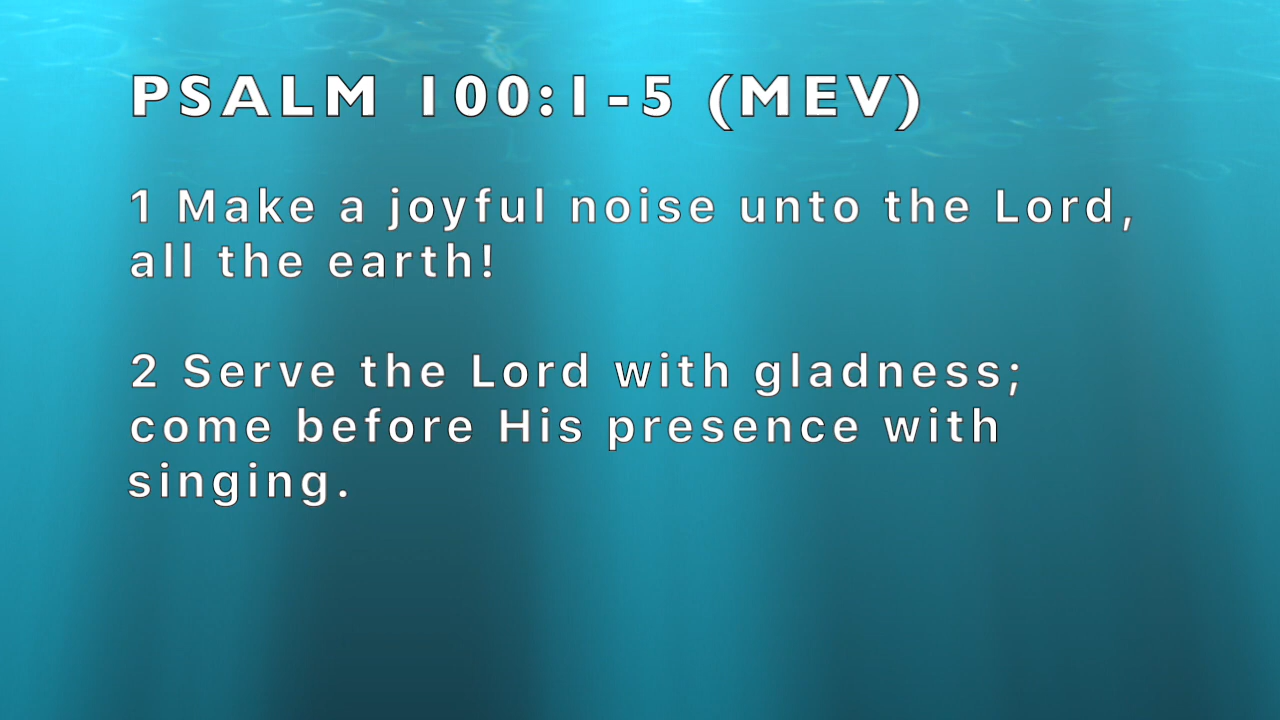 PSALM 100:1-5 (MEV)
1 Make a joyful noise unto the Lord,
all the earth!
2 Serve the Lord with gladness;
come before His presence with
singing.